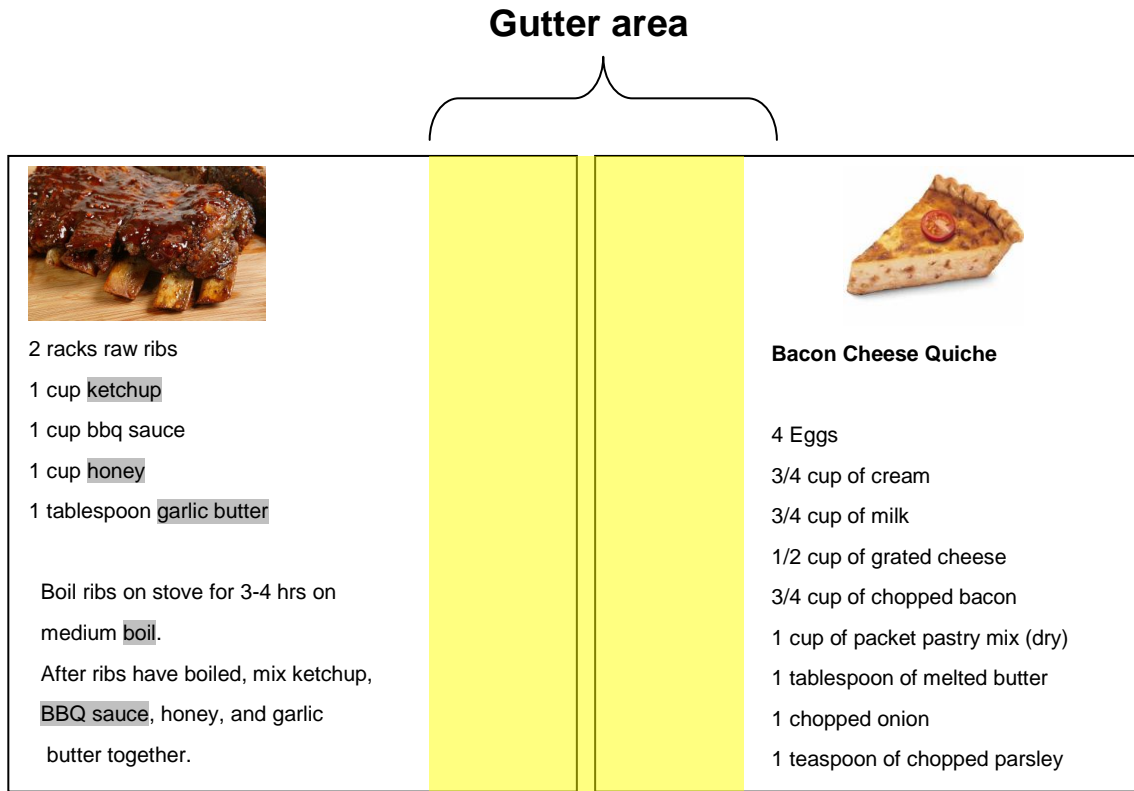 Gutter area
2 racks raw ribs
1 cup ketchup
1 cup bbq sauce
1 cup honey
1 tablespoon garlic butter
Boil ribs on stove for 3-4 hrs on
medium boil.
After ribs have boiled, mix ketchup,
BBQ sauce, honey, and garlic
butter together.
Bacon Cheese Quiche
4 Eggs
3/4 cup of cream
3/4 cup of milk
1/2 cup of grated cheese
3/4 cup of chopped bacon
1 cup of packet pastry mix (dry)
1 tablespoon of melted butter
1 chopped onion
1 teaspoon of chopped parsley